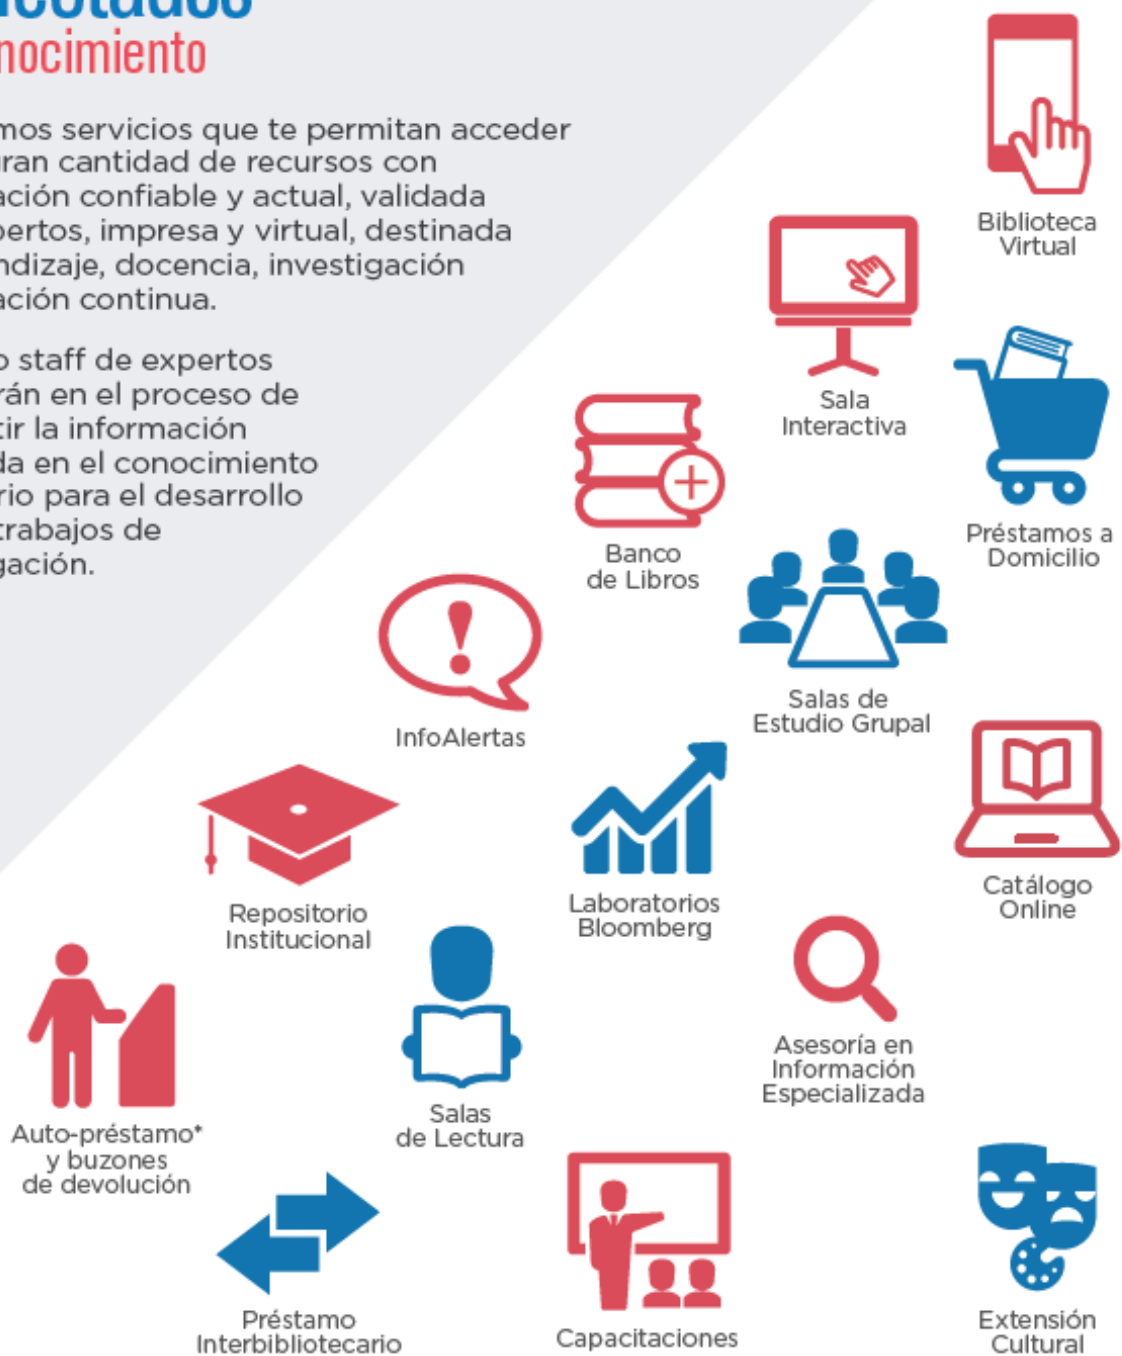 nocimiento
mos servicios que te permitan acceder
gran cantidad de recursos con
ación confiable y actual, validada
pertos, impresa y virtual, destinada
ndizaje, docencia, investigación
ación continua.
o staff de expertos
rán en el proceso de
tir la información
da en el conocimiento
rio para el desarrollo
trabajos de
gación.
Biblioteca
Virtual
Sala
Interactiva
Préstamos a
Domicilio
Banco
de Libros
Salas de
Estudio Grupal
InfoAlertas
Catálogo
Online
Laboratorios
Bloomberg
Repositorio
Institucional
Asesoría en
Información
Especializada
Salas
de Lectura
Auto-préstamo*
y buzones
de devolución
Préstamo
Interbibliotecario
Capacitaciones
Extensión
Cultural